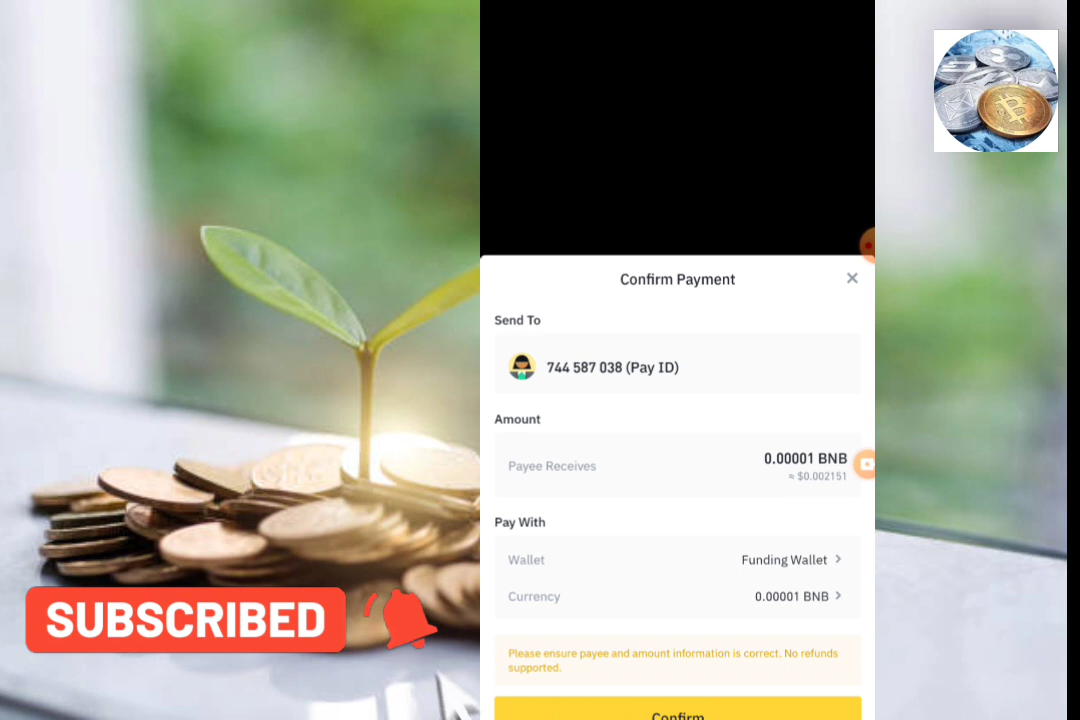 Confirm Payment
Send To
744 587 038 (Pay ID)
Amount
Payee Receives
0.00001 BNB
≈ $0.002151
Pay With
Wallet
Funding Wallet
Currency
0.00001 BNB
Please ensure payee and amount information is correct. No refunds
supported.
Confirm
SUBSCRIBED